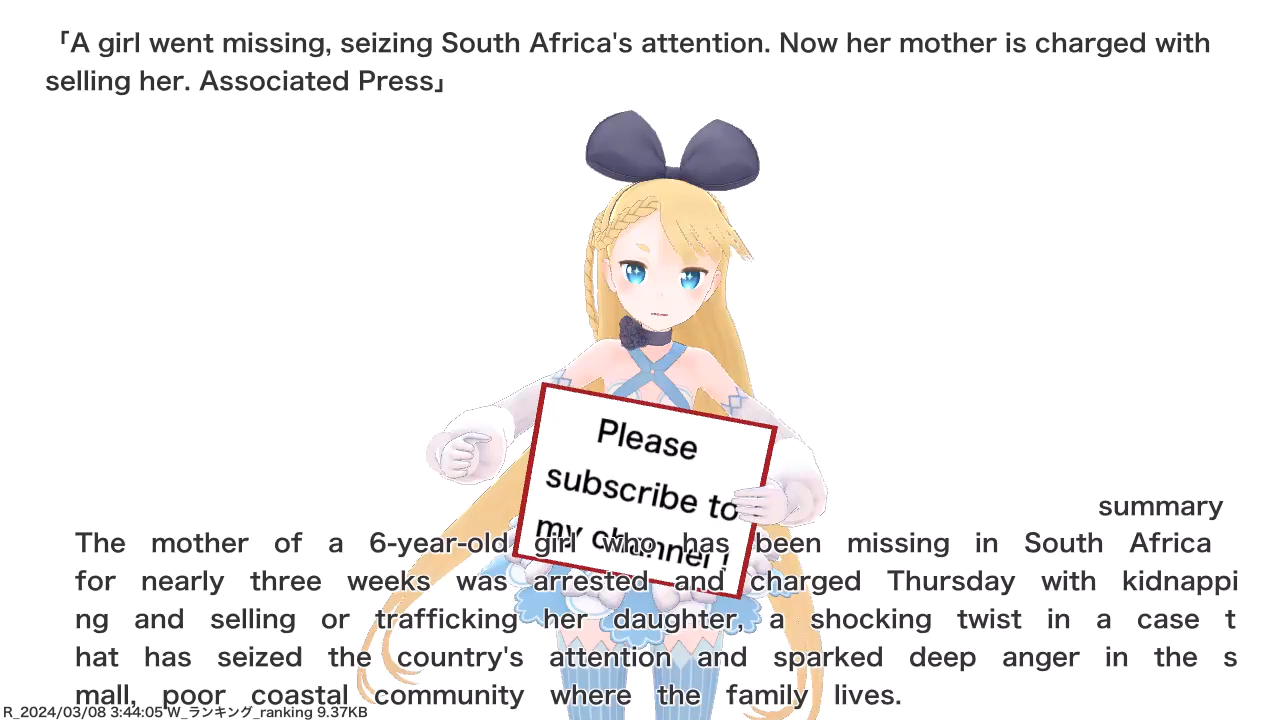 「A girl went missing, seizing South Africa's attention. Now her mother is charged with
selling her. Associated Press」
Please
subscribe to
my channel !
summary
The mother of a 6-year-old girl who has been missing in South Africa
for nearly three weeks was arrested and charged Thursday with kidnappi
ng and selling or trafficking her daughter, a shocking twist in a case t
hat has seized the country's attention and sparked deep anger in the s
mall, poor coastal community where the family lives.
R_2024/03/08 3:44:05 W_ランキング_ranking 9.37KB